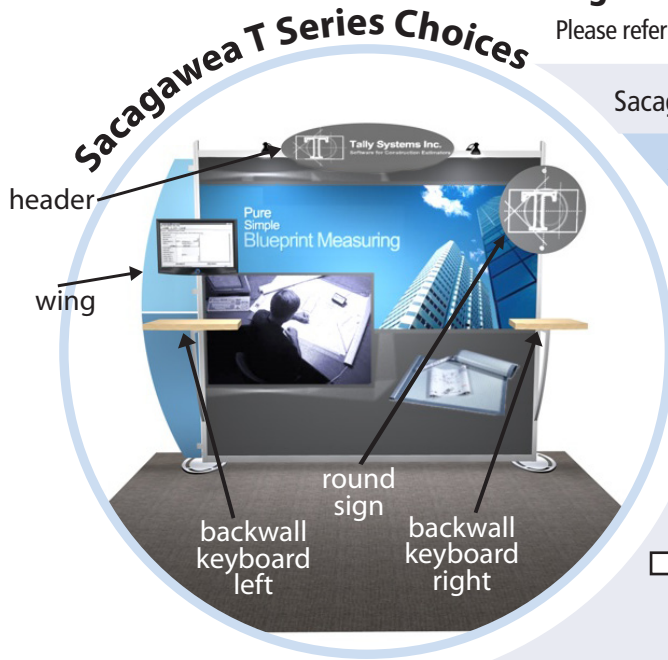 Sacagawea T Series Choices
Please refer
Sacag
header
wing
T
Tally Systems Inc.
Software for Construction Estimators
T
Pure
Simple
Blueprint Measuring
round
sign
backwall
keyboard
left
backwall
keyboard
right